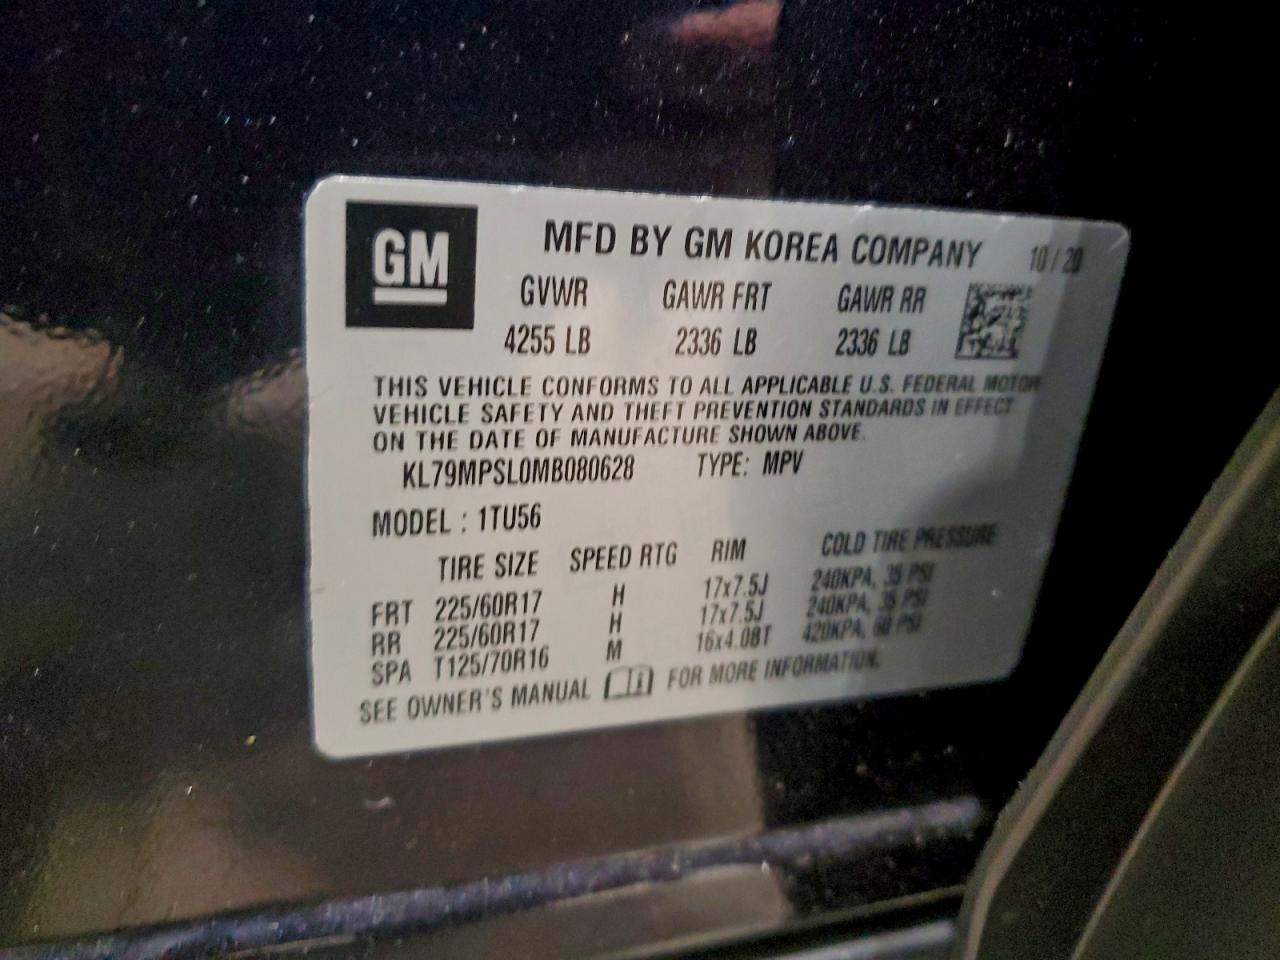 GM
MFD BY GM KOREA COMPANY 10/20
GVWR GAWR FRT GAWR RR
4255 LB 2336 LB 2336 LB
THIS VEHICLE CONFORMS TO ALL APPLICABLE U.S. FEDERAL MOTOR
VEHICLE SAFETY AND THEFT PREVENTION STANDARDS IN EFFECT
ON THE DATE OF MANUFACTURE SHOWN ABOVE.
KL79MPSL0MB080628 TYPE: MPV
MODEL : 1TU56
TIRE SIZE SPEED RTG RIM COLD TIRE PRESSURE
FRT 225/60R17 H 17x7.5J 240KPA, 35 PSI
RR 225/60R17 H 17x7.5J 240KPA, 35 PSI
SPA T125/70R16 M 16x4.0BT 420KPA, 60 PSI
SEE OWNER'S MANUAL FOR MORE INFORMATION.